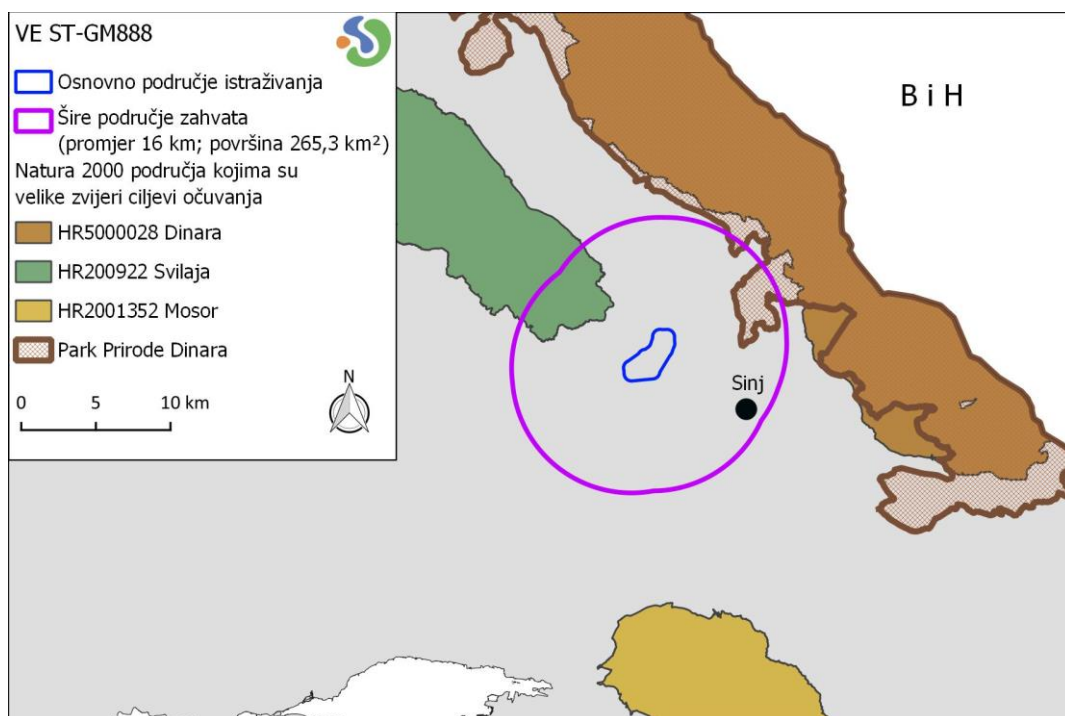 VE ST-GM888
Osnovno područje istraživanja
Šire područje zahvata
(promjer 16 km; površina 265,3 km²)
Natura 2000 područja kojima su
velike zvijeri ciljevi očuvanja
HR5000028 Dinara
HR200922 Svilaja
HR2001352 Mosor
Park Prirode Dinara
0 5 10 km
N
B i H
Sinj